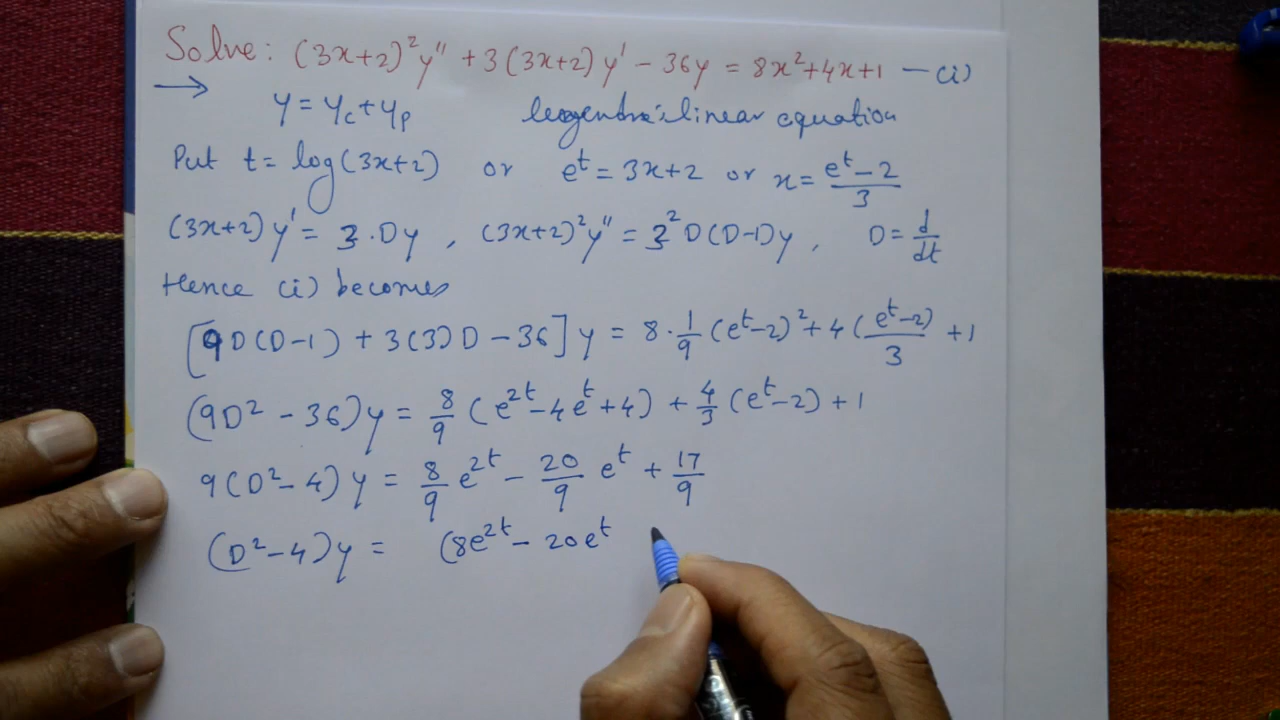 Solve: (3x+2)²y'' + 3(3x+2)y' - 36y = 8x²+4x+1 — (i)
→ y = y_c + y_p legendre's linear equation
Put t = log(3x+2) or e^t = 3x+2 or x = (e^t - 2)/3
(3x+2)y' = 3·Dy, (3x+2)²y'' = 3²D(D-1)y, D = d/dt
Hence (i) becomes
[9D(D-1) + 3(3)D - 36]y = 8·1/9(e^t-2)² + 4((e^t-2)/3) + 1
(9D² - 36)y = 8/9(e^2t - 4e^t + 4) + 4/3(e^t-2) + 1
9(D²-4)y = 8/9 e^2t - 20/9 e^t + 17/9
(D²-4)y = (8e^2t - 20e^t